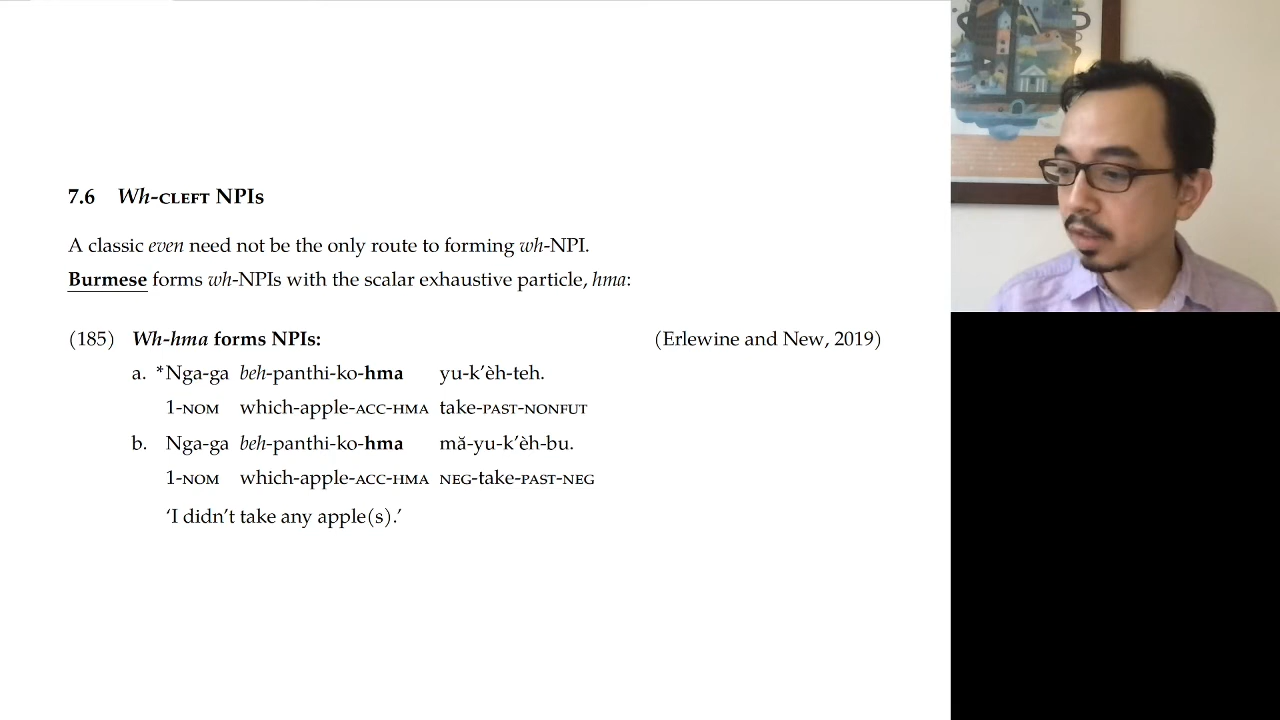 7.6 Wh-CLEFT NPIs
A classic even need not be the only route to forming wh-NPI.
Burmese forms wh-NPIs with the scalar exhaustive particle, hma:
(185) Wh-hma forms NPIs: (Erlewine and New, 2019)
a. *Nga-ga beh-panthi-ko-hma yu-k’èh-teh.
1-NOM which-apple-ACC-HMA take-PAST-NONFUT
b. Nga-ga beh-panthi-ko-hma mă-yu-k’èh-bu.
1-NOM which-apple-ACC-HMA NEG-take-PAST-NEG
‘I didn’t take any apple(s).’